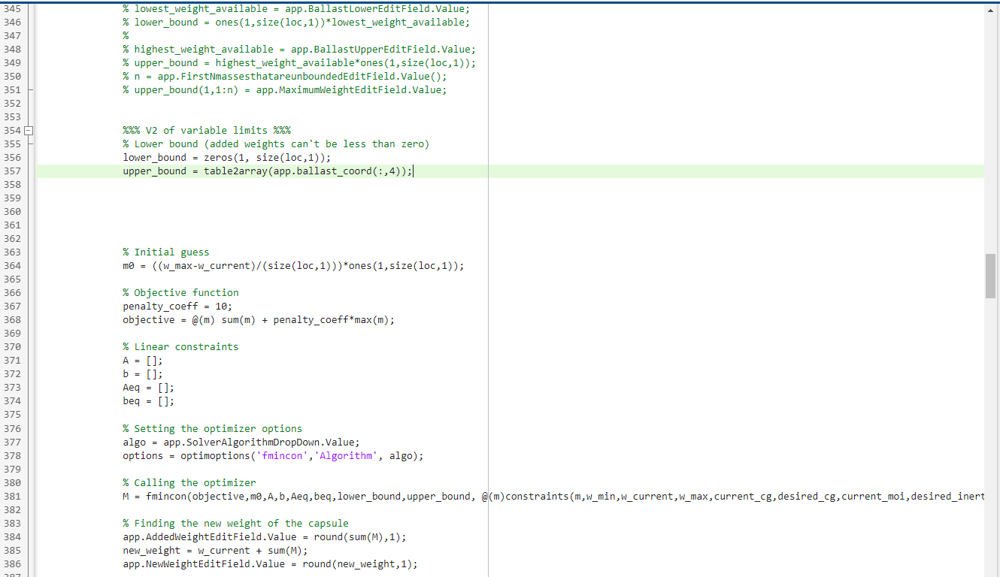 345 % lowest_weight_available = app.BallastLowerEditField.Value;
346 % lower_bound = ones(1,size(loc,1))*lowest_weight_available;
347 %
348 % highest_weight_available = app.BallastUpperEditField.Value;
349 % upper_bound = highest_weight_available*ones(1,size(loc,1));
350 % n = app.FirstNmassesthatareunboundedEditField.Value();
351 % upper_bound(1,1:n) = app.MaximumWeightEditField.Value;
352
353
354 %%% V2 of variable limits %%%
355 % Lower bound (added weights can't be less than zero)
356 lower_bound = zeros(1, size(loc,1));
357 upper_bound = table2array(app.ballast_coord(:,4));
358
359
360
361
362
363 % Initial guess
364 m0 = ((w_max-w_current)/(size(loc,1)))*ones(1,size(loc,1));
365
366 % Objective function
367 penalty_coeff = 10;
368 objective = @(m) sum(m) + penalty_coeff*max(m);
369
370 % Linear constraints
371 A = [];
372 b = [];
373 Aeq = [];
374 beq = [];
375
376 % Setting the optimizer options
377 algo = app.SolverAlgorithmDropDown.Value;
378 options = optimoptions('fmincon','Algorithm', algo);
379
380 % Calling the optimizer
381 M = fmincon(objective,m0,A,b,Aeq,beq,lower_bound,upper_bound, @(m)constraints(m,w_min,w_current,w_max,current_cg,desired_cg,current_moi,desired_inert
382
383 % Finding the new weight of the capsule
384 app.AddedWeightEditField.Value = round(sum(M),1);
385 new_weight = w_current + sum(M);
386 app.NewWeightEditField.Value = round(new_weight,1);
387